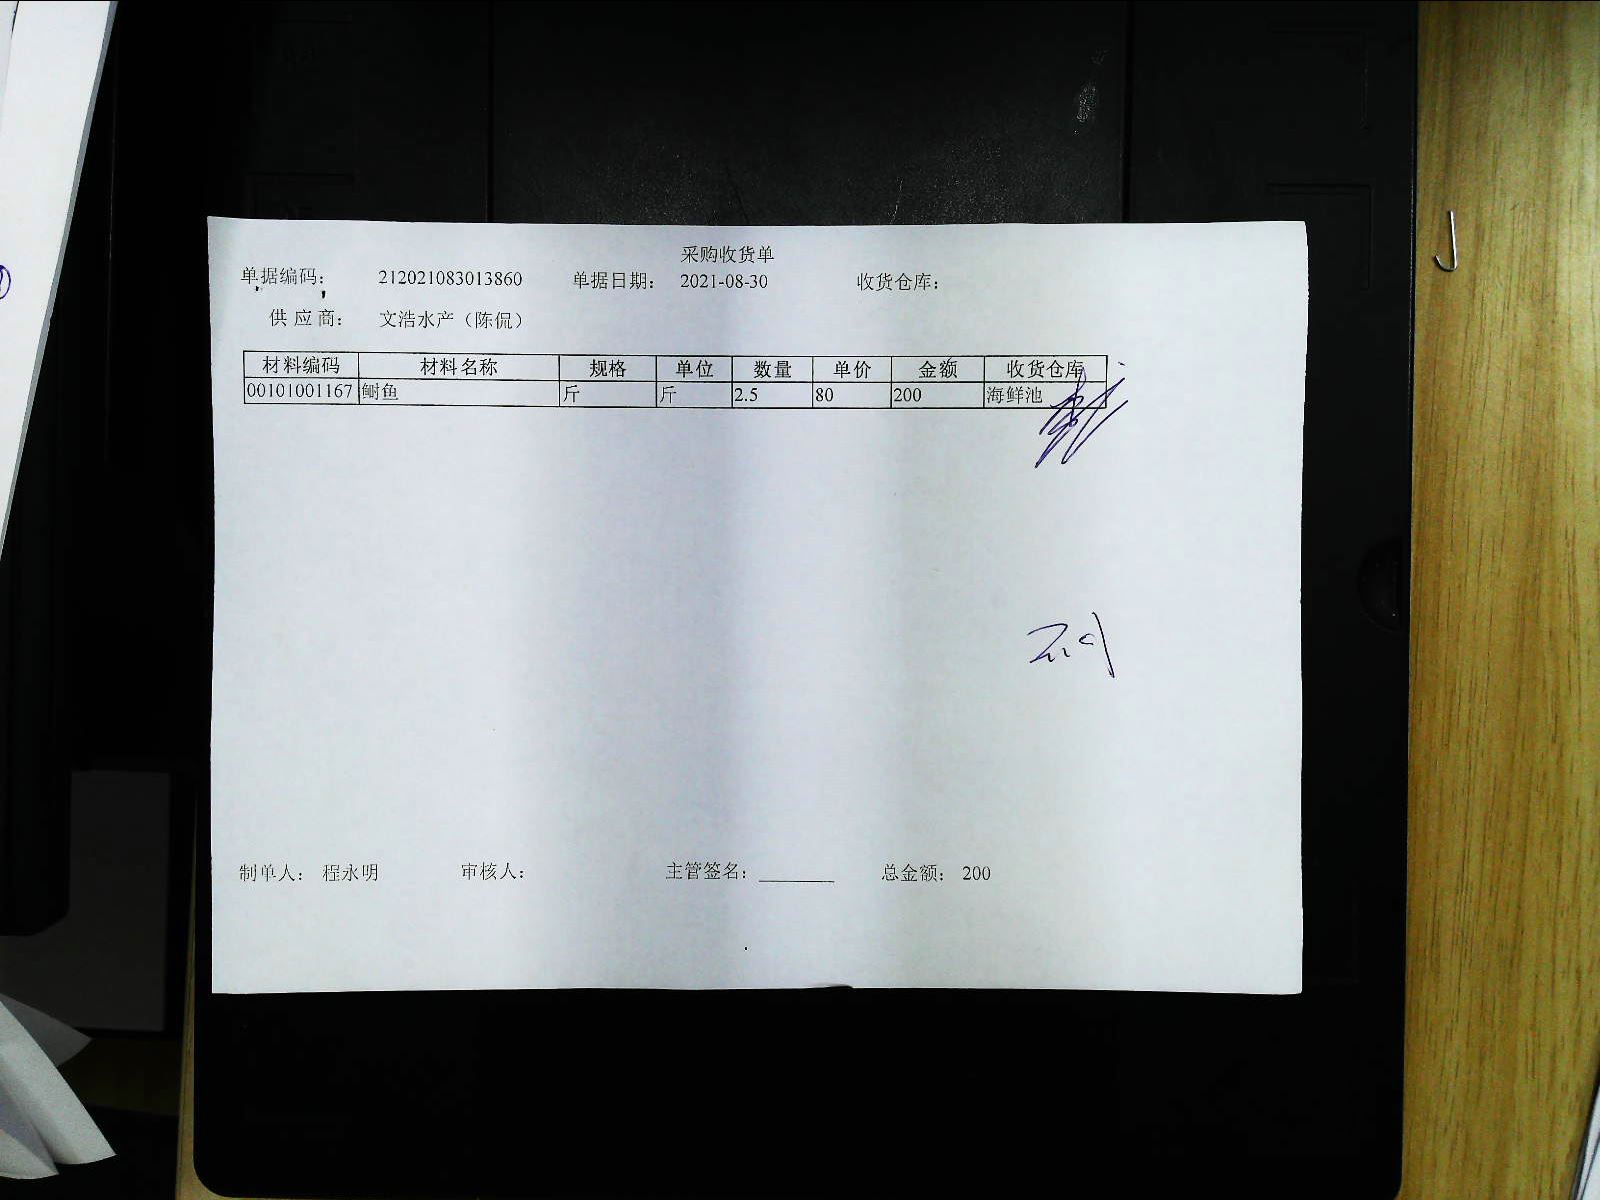 采购收货单
单据编码： 212021083013860 单据日期： 2021-08-30 收货仓库：
供 应 商： 文浩水产（陈侃）
材料编码 材料名称 规格 单位 数量 单价 金额 收货仓库
00101001167 鲥鱼 斤 斤 2.5 80 200 海鲜池
制单人： 程永明 审核人： 主管签名：________ 总金额： 200